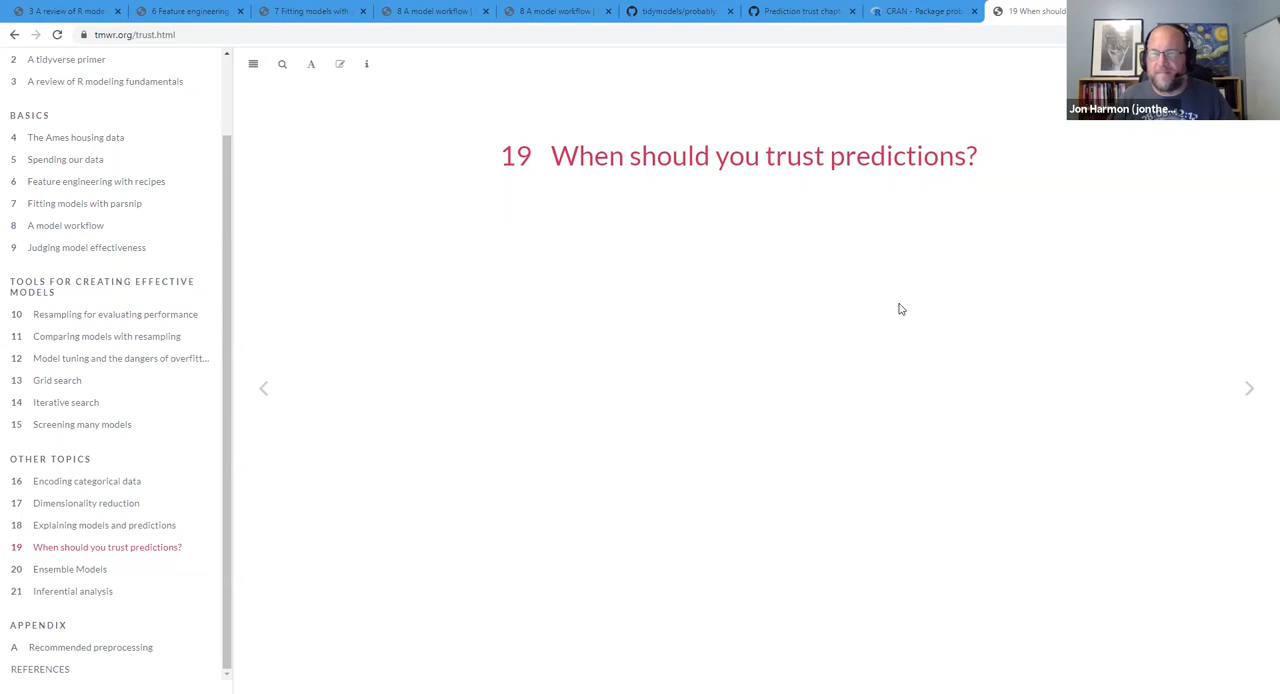 3 A review of R mode
6 Feature engineering
7 Fitting models with
8 A model workflow |
8 A model workflow |
tidymodels/probably:
Prediction trust chapt
CRAN - Package prob
19 When should
tmwr.org/trust.html
Jon Harmon (jonthe...
2 A tidyverse primer
3 A review of R modeling fundamentals
BASICS
4 The Ames housing data
5 Spending our data
6 Feature engineering with recipes
7 Fitting models with parsnip
8 A model workflow
9 Judging model effectiveness
TOOLS FOR CREATING EFFECTIVE
MODELS
10 Resampling for evaluating performance
11 Comparing models with resampling
12 Model tuning and the dangers of overfitt...
13 Grid search
14 Iterative search
15 Screening many models
OTHER TOPICS
16 Encoding categorical data
17 Dimensionality reduction
18 Explaining models and predictions
19 When should you trust predictions?
20 Ensemble Models
21 Inferential analysis
APPENDIX
A Recommended preprocessing
REFERENCES
A
i
19 When should you trust predictions?